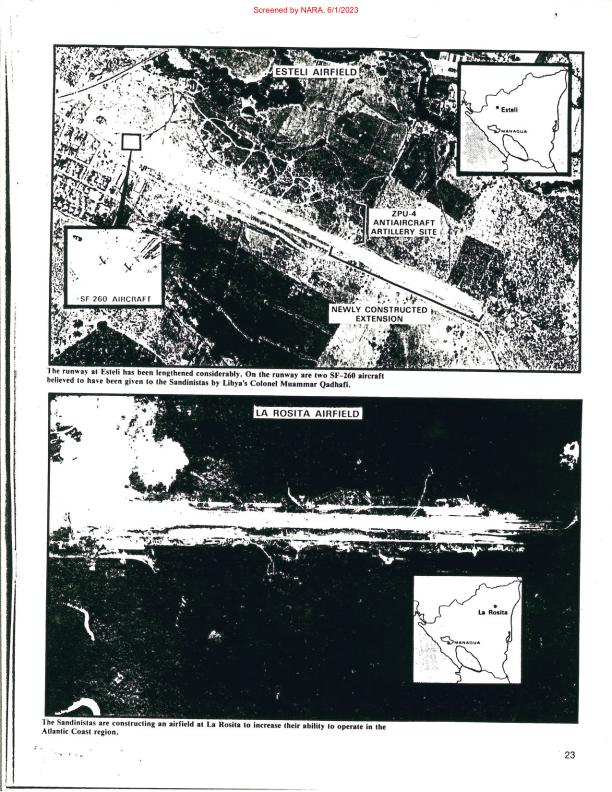 Screened by NARA, 6/1/2023
ESTELI AIRFIELD
Esteli
MANAGUA
ZPU-4
ANTIAIRCRAFT
ARTILLERY SITE
SF 260 AIRCRAFT
NEWLY CONSTRUCTED
EXTENSION
The runway at Esteli has been lengthened considerably. On the runway are two SF-260 aircraft
believed to have been given to the Sandinistas by Libya's Colonel Muammar Qadhafi.
LA ROSITA AIRFIELD
La Rosita
MANAGUA
The Sandinistas are constructing an airfield at La Rosita to increase their ability to operate in the
Atlantic Coast region.
23